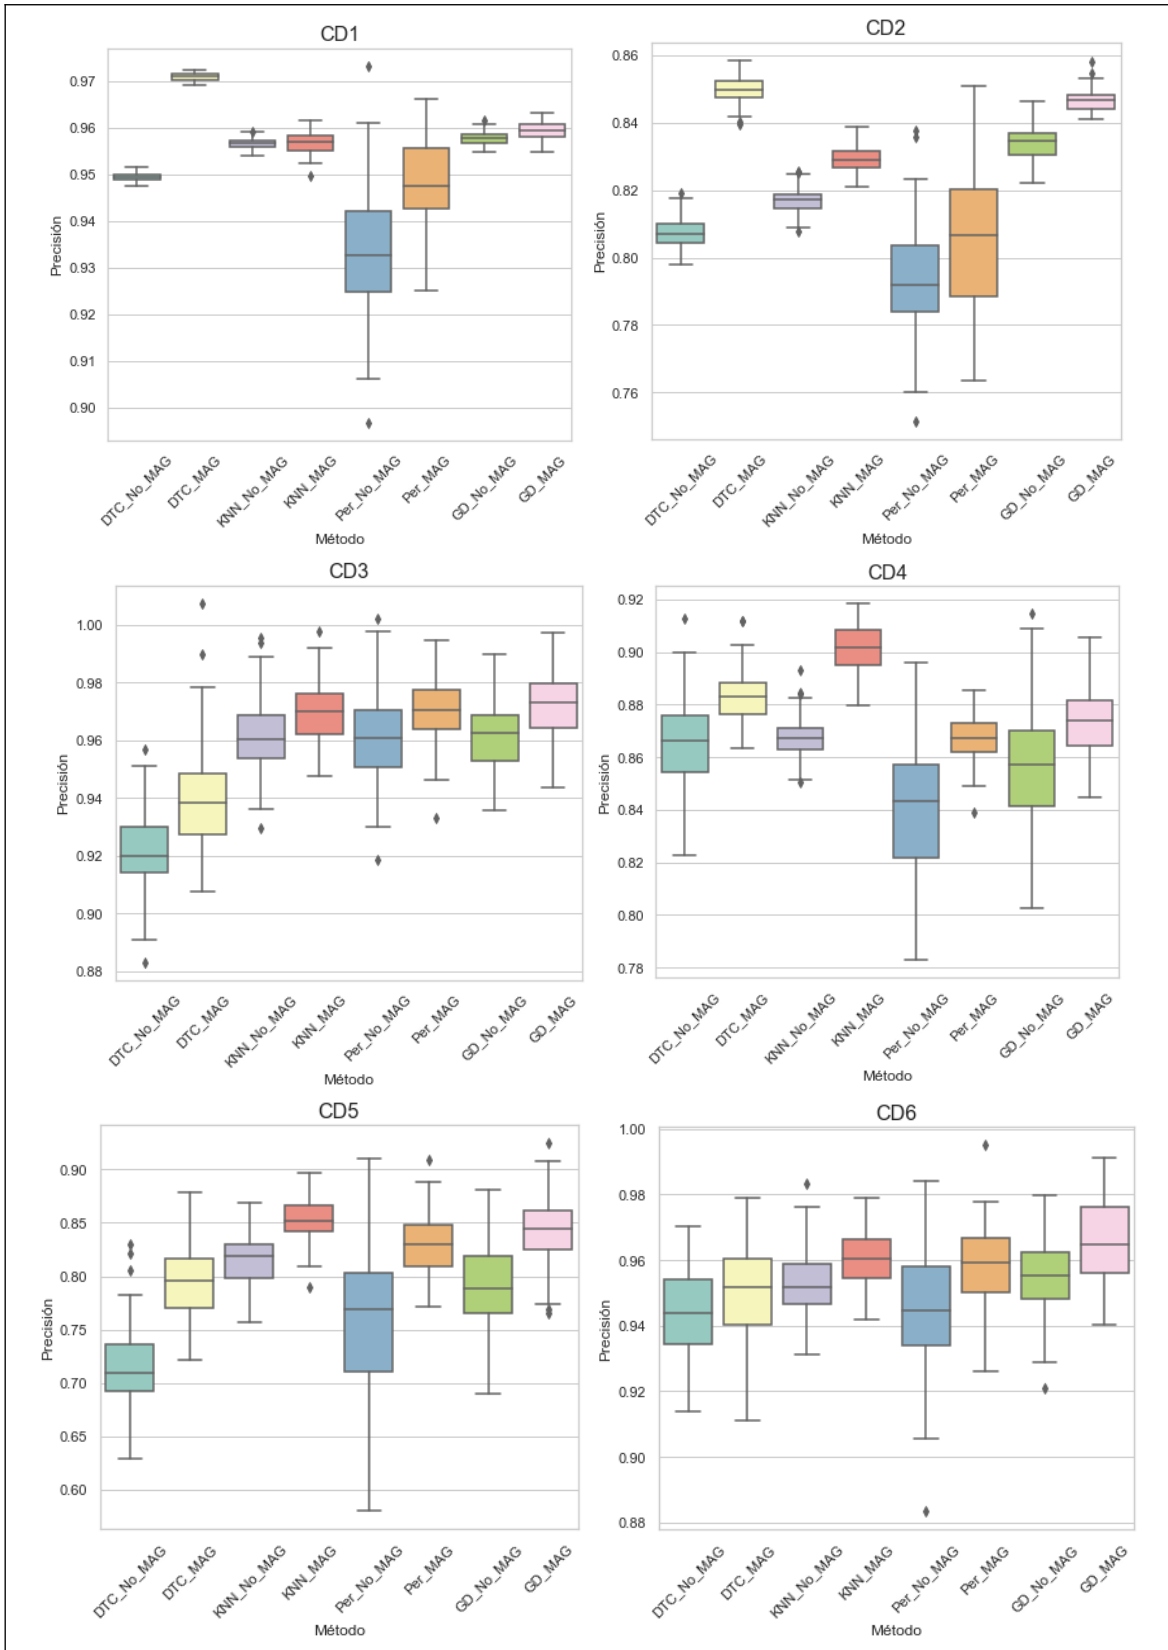 CD1
0.97
0.96
0.95
0.94
0.93
0.92
0.91
0.90
Precisión
DTC_No_MAG
DTC_MAG
KNN_No_MAG
KNN_MAG
Per_No_MAG
Per_MAG
GD_No_MAG
GD_MAG
Método
CD2
0.86
0.84
0.82
0.80
0.78
0.76
Precisión
DTC_No_MAG
DTC_MAG
KNN_No_MAG
KNN_MAG
Per_No_MAG
Per_MAG
GD_No_MAG
GD_MAG
Método
CD3
1.00
0.98
0.96
0.94
0.92
0.90
0.88
Precisión
DTC_No_MAG
DTC_MAG
KNN_No_MAG
KNN_MAG
Per_No_MAG
Per_MAG
GD_No_MAG
GD_MAG
Método
CD4
0.92
0.90
0.88
0.86
0.84
0.82
0.80
0.78
Precisión
DTC_No_MAG
DTC_MAG
KNN_No_MAG
KNN_MAG
Per_No_MAG
Per_MAG
GD_No_MAG
GD_MAG
Método
CD5
0.90
0.85
0.80
0.75
0.70
0.65
0.60
Precisión
DTC_No_MAG
DTC_MAG
KNN_No_MAG
KNN_MAG
Per_No_MAG
Per_MAG
GD_No_MAG
GD_MAG
Método
CD6
1.00
0.98
0.96
0.94
0.92
0.90
0.88
Precisión
DTC_No_MAG
DTC_MAG
KNN_No_MAG
KNN_MAG
Per_No_MAG
Per_MAG
GD_No_MAG
GD_MAG
Método